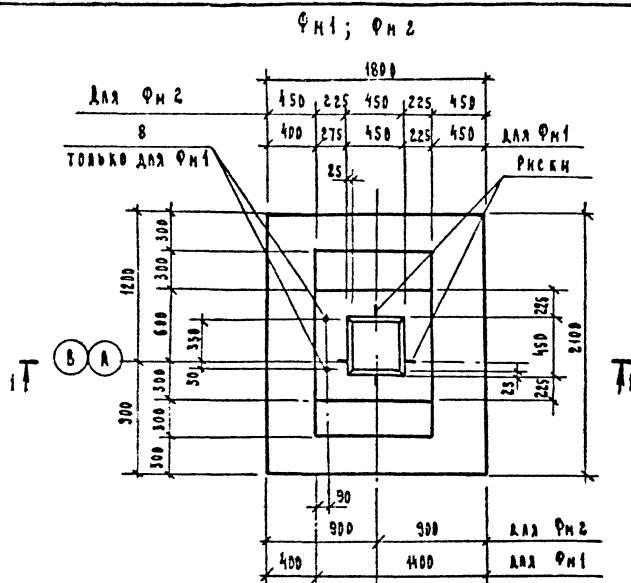 Фм1; Фм2
1800
Для Фм2 450 225 450 225 450
8 400 275 450 225 450 для Фм1
только для Фм1 25 Риски
1200 300 300 600 350 50 225 450 25 225 2100
В А
1 1
900 300 300 300
90
900 900 для Фм2
400 1400 для Фм1